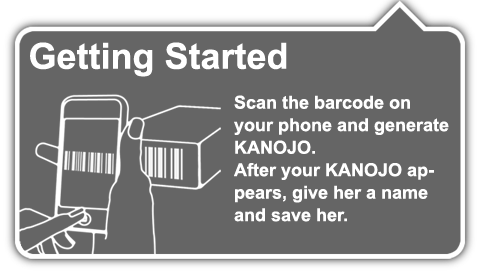 Getting Started
Scan the barcode on
your phone and generate
KANOJO.
After your KANOJO ap-
pears, give her a name
and save her.